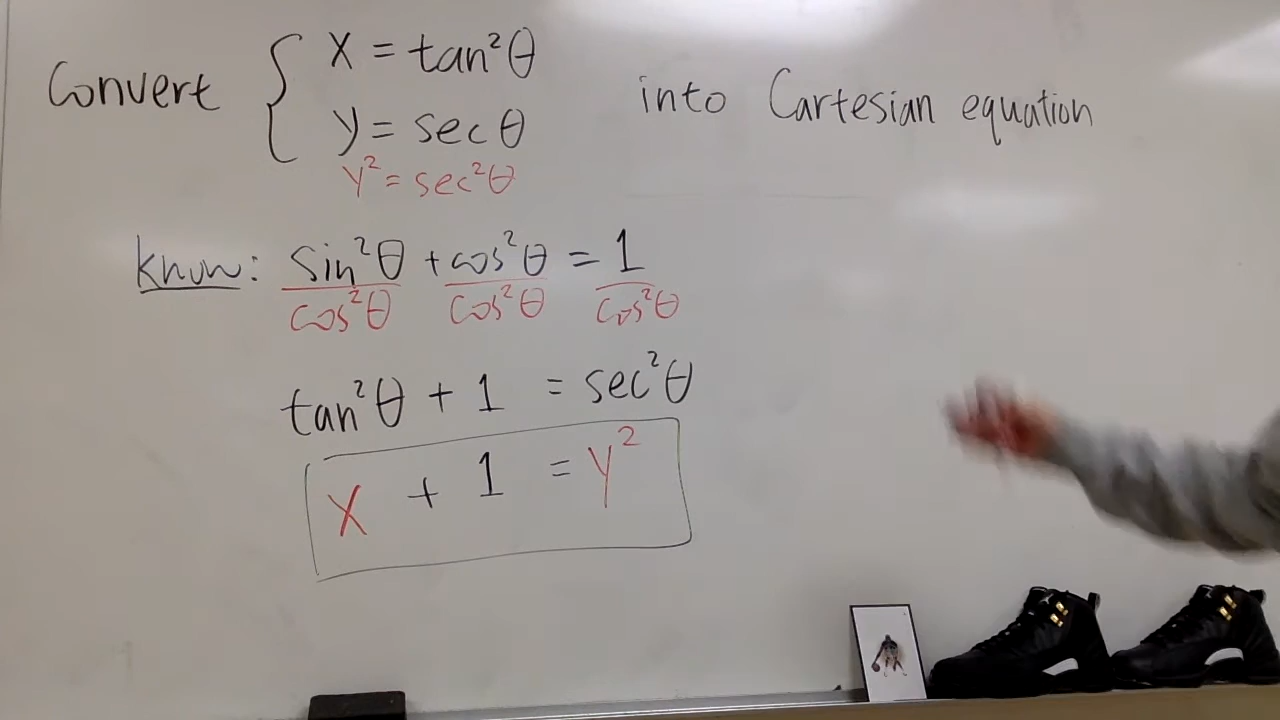 Convert { x = tan²θ into Cartesian equation
y = sec θ
y² = sec²θ
Know: sin²θ/cos²θ + cos²θ/cos²θ = 1/cos²θ
tan²θ + 1 = sec²θ
x + 1 = y²